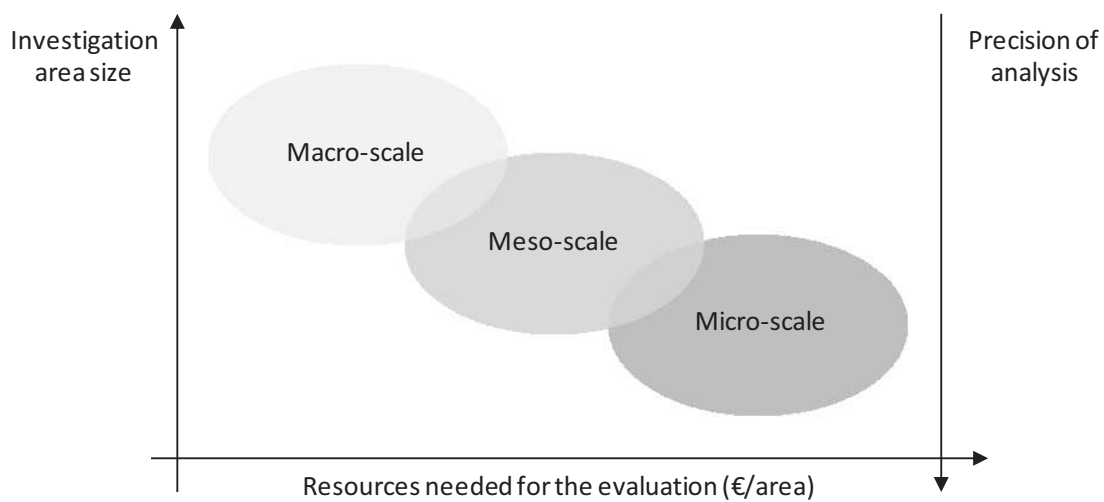 Investigation
area size
Precision of
analysis
Macro-scale
Meso-scale
Micro-scale
Resources needed for the evaluation (€/area)